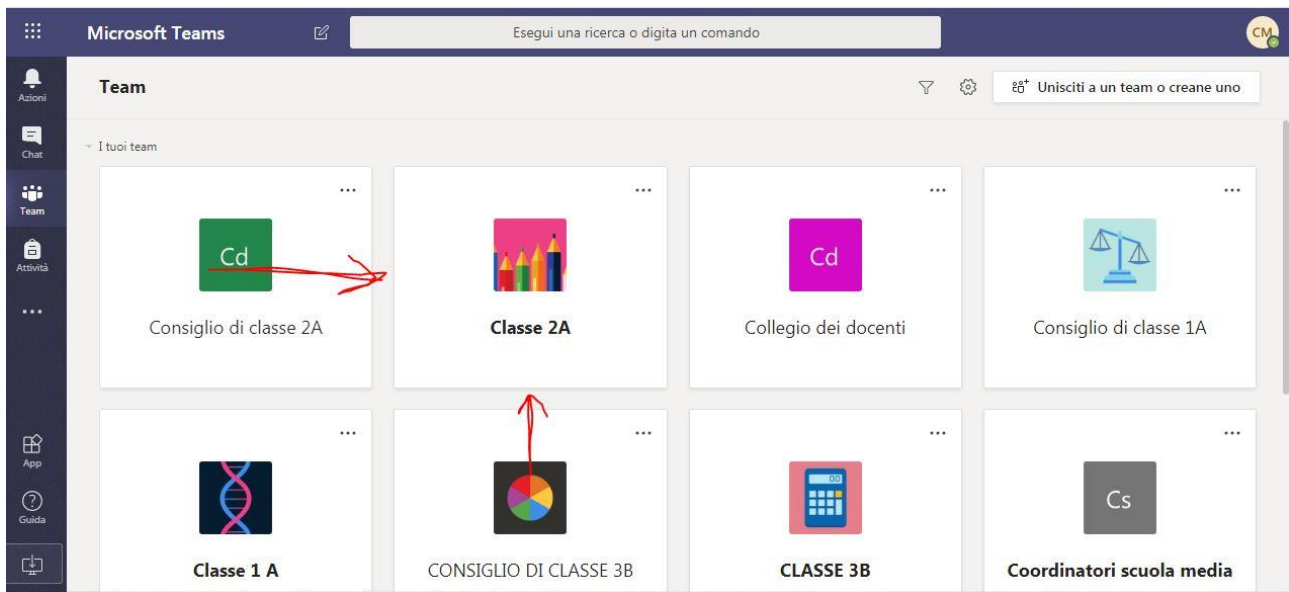 Microsoft Teams
Esegui una ricerca o digita un comando
CM
Azioni
Chat
Team
Attività
App
Guida
Team
Unisciti a un team o creane uno
I tuoi team
Cd
Consiglio di classe 2A
Classe 2A
Cd
Collegio dei docenti
Consiglio di classe 1A
Classe 1 A
CONSIGLIO DI CLASSE 3B
00
CLASSE 3B
Cs
Coordinatori scuola media